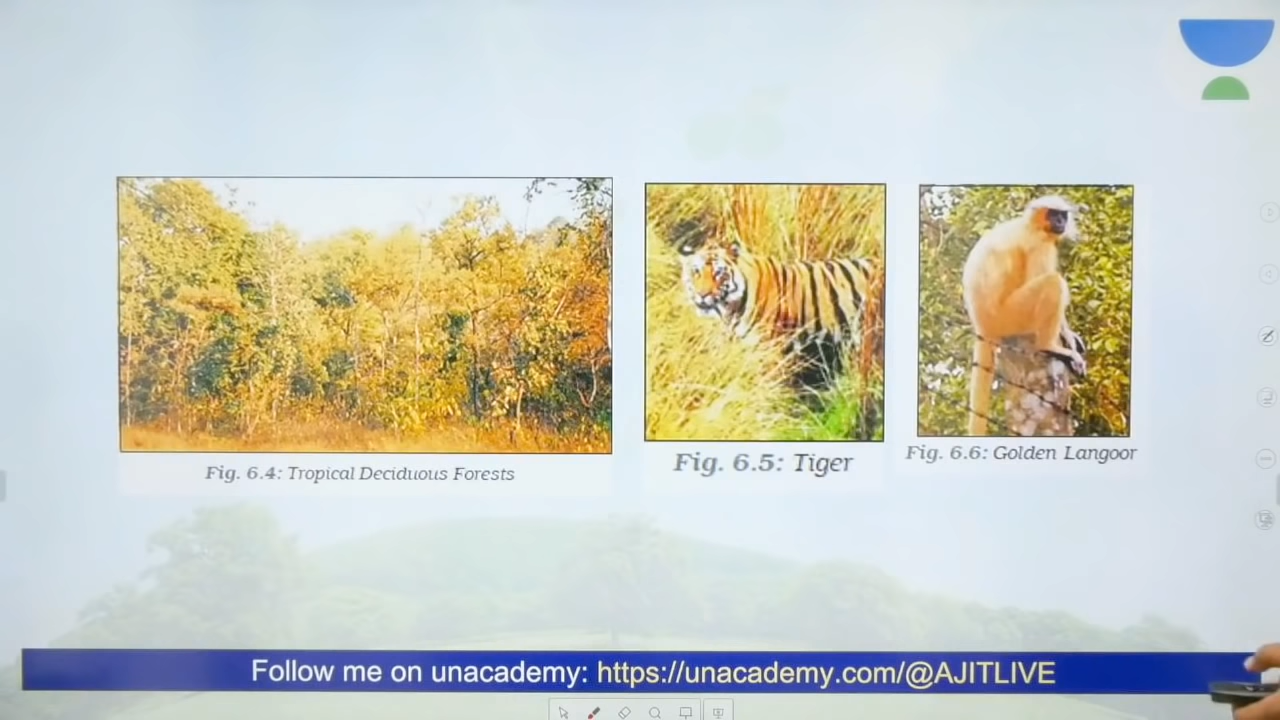 Fig. 6.4: Tropical Deciduous Forests
Fig. 6.5: Tiger
Fig. 6.6: Golden Langoor
Follow me on unacademy: https://unacademy.com/@AJITLIVE